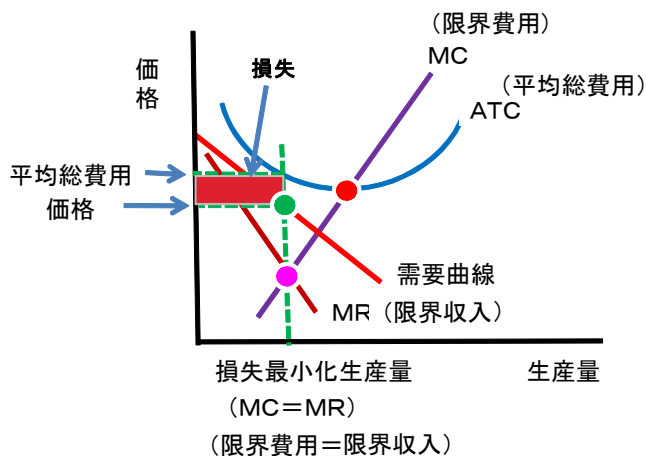 （限界費用）
MC
価格
損失
（平均総費用）
ATC
平均総費用
価格
需要曲線
MR（限界収入）
損失最小化生産量
生産量
（MC＝MR）
（限界費用＝限界収入）